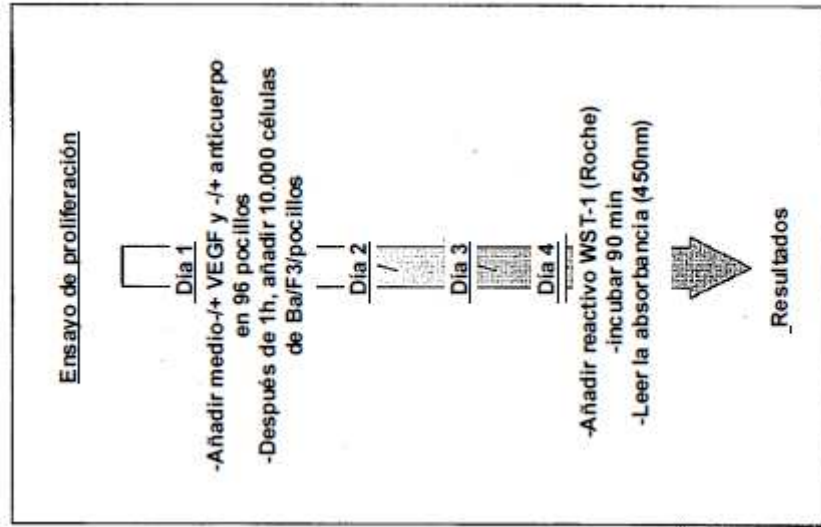 Ensayo de proliferación
Día 1
-Añadir medio-/+ VEGF y -/+ anticuerpo
en 96 pocillos
-Después de 1h, añadir 10.000 células
de Ba/F3/pocillos
Día 2
Día 3
Día 4
-Añadir reactivo WST-1 (Roche)
-incubar 90 min
-Leer la absorbancia (450nm)
_Resultados